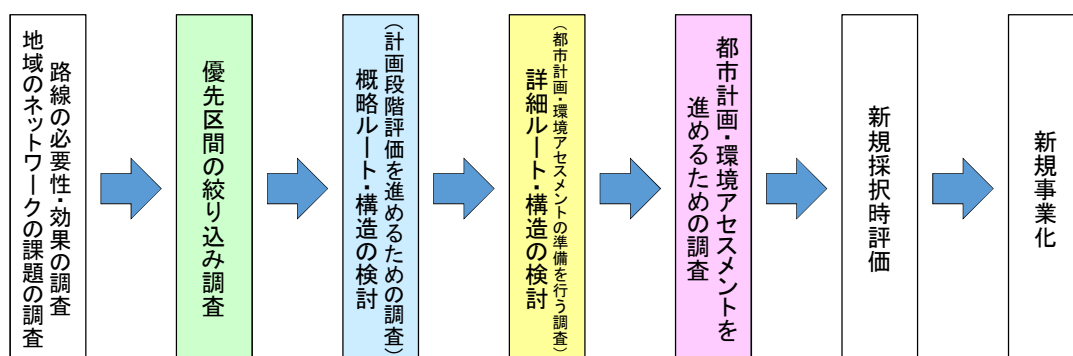 路線の必要性・効果の調査
地域のネットワークの課題の調査
優先区間の絞り込み調査
(計画段階評価を進めるための調査)
概略ルート・構造の検討
(都市計画・環境アセスメントの準備を行う調査)
詳細ルート・構造の検討
都市計画・環境アセスメントを
進めるための調査
新規採択時評価
新規事業化